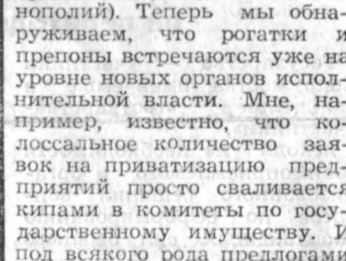 нополий). Теперь мы обна-
руживаем, что рогатки и
препоны встречаются уже на
уровне новых органов испол-
нительной власти. Мне, на-
пример, известно, что ко-
лоссальное количество зая-
вок на приватизацию пред-
приятий просто сваливается
кипами в комитеты по госу-
дарственному имуществу. И
под всякого рода предлогами